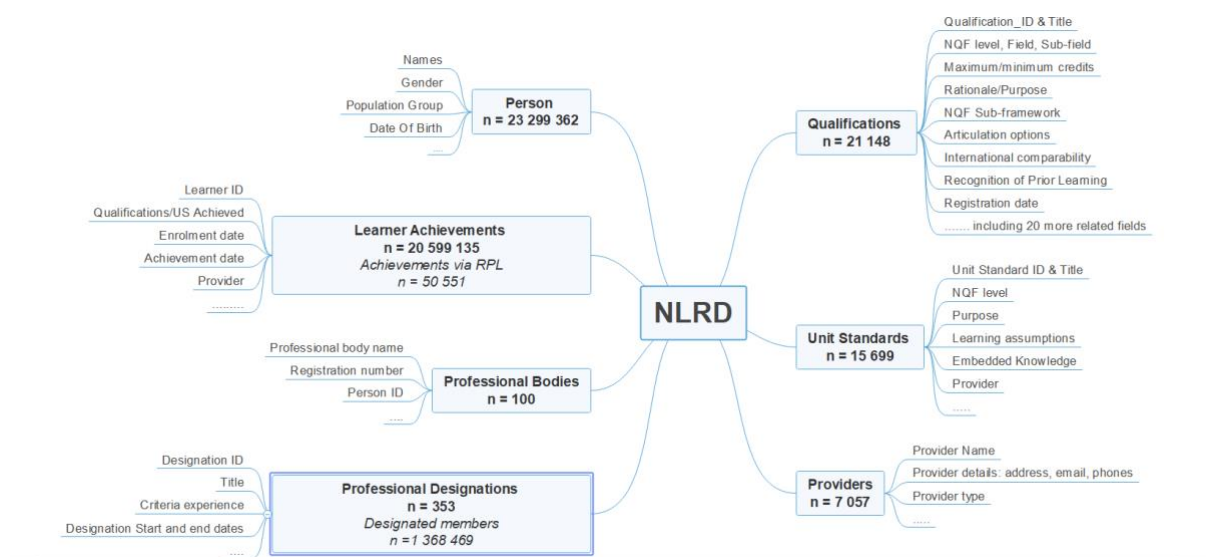 Names
Gender
Population Group
Date Of Birth
....
Person
n = 23 299 362
Learner ID
Qualifications/US Achieved
Enrolment date
Achievement date
Provider
.........
Learner Achievements
n = 20 599 135
Achievements via RPL
n = 50 551
Professional body name
Registration number
Person ID
....
Professional Bodies
n = 100
Designation ID
Title
Criteria experience
Designation Start and end dates
....
Professional Designations
n = 353
Designated members
n =1 368 469
NLRD
Qualifications
n = 21 148
Qualification_ID & Title
NQF level, Field, Sub-field
Maximum/minimum credits
Rationale/Purpose
NQF Sub-framework
Articulation options
International comparability
Recognition of Prior Learning
Registration date
....... including 20 more related fields
Unit Standards
n = 15 699
Unit Standard ID & Title
NQF level
Purpose
Learning assumptions
Embedded Knowledge
Provider
.....
Providers
n = 7 057
Provider Name
Provider details: address, email, phones
Provider type
.....